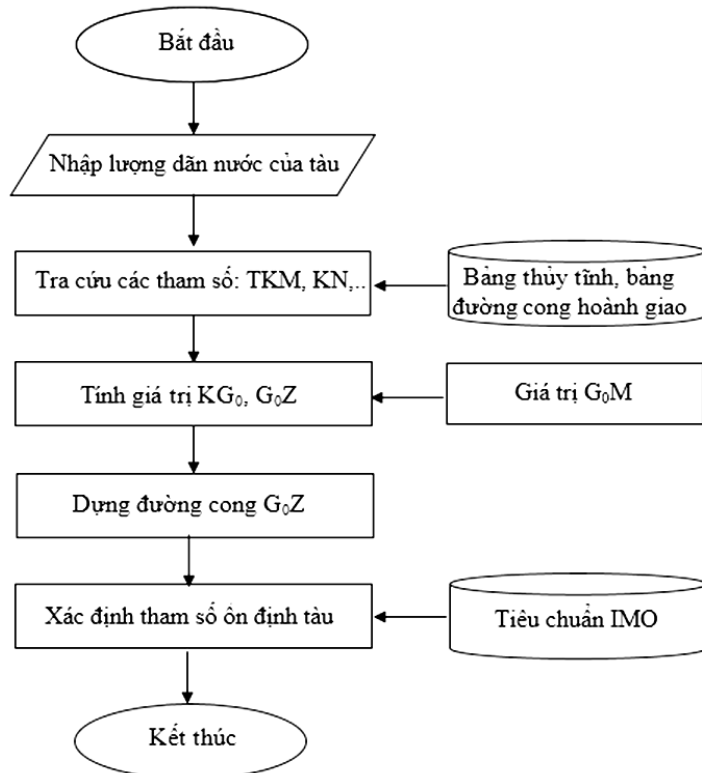 Bắt đầu
Nhập lượng dãn nước của tàu
Tra cứu các tham số: TKM, KN,..
Bảng thủy tĩnh, bảng
đường cong hoành giao
Tính giá trị KG₀, G₀Z
Giá trị G₀M
Dựng đường cong G₀Z
Xác định tham số ổn định tàu
Tiêu chuẩn IMO
Kết thúc